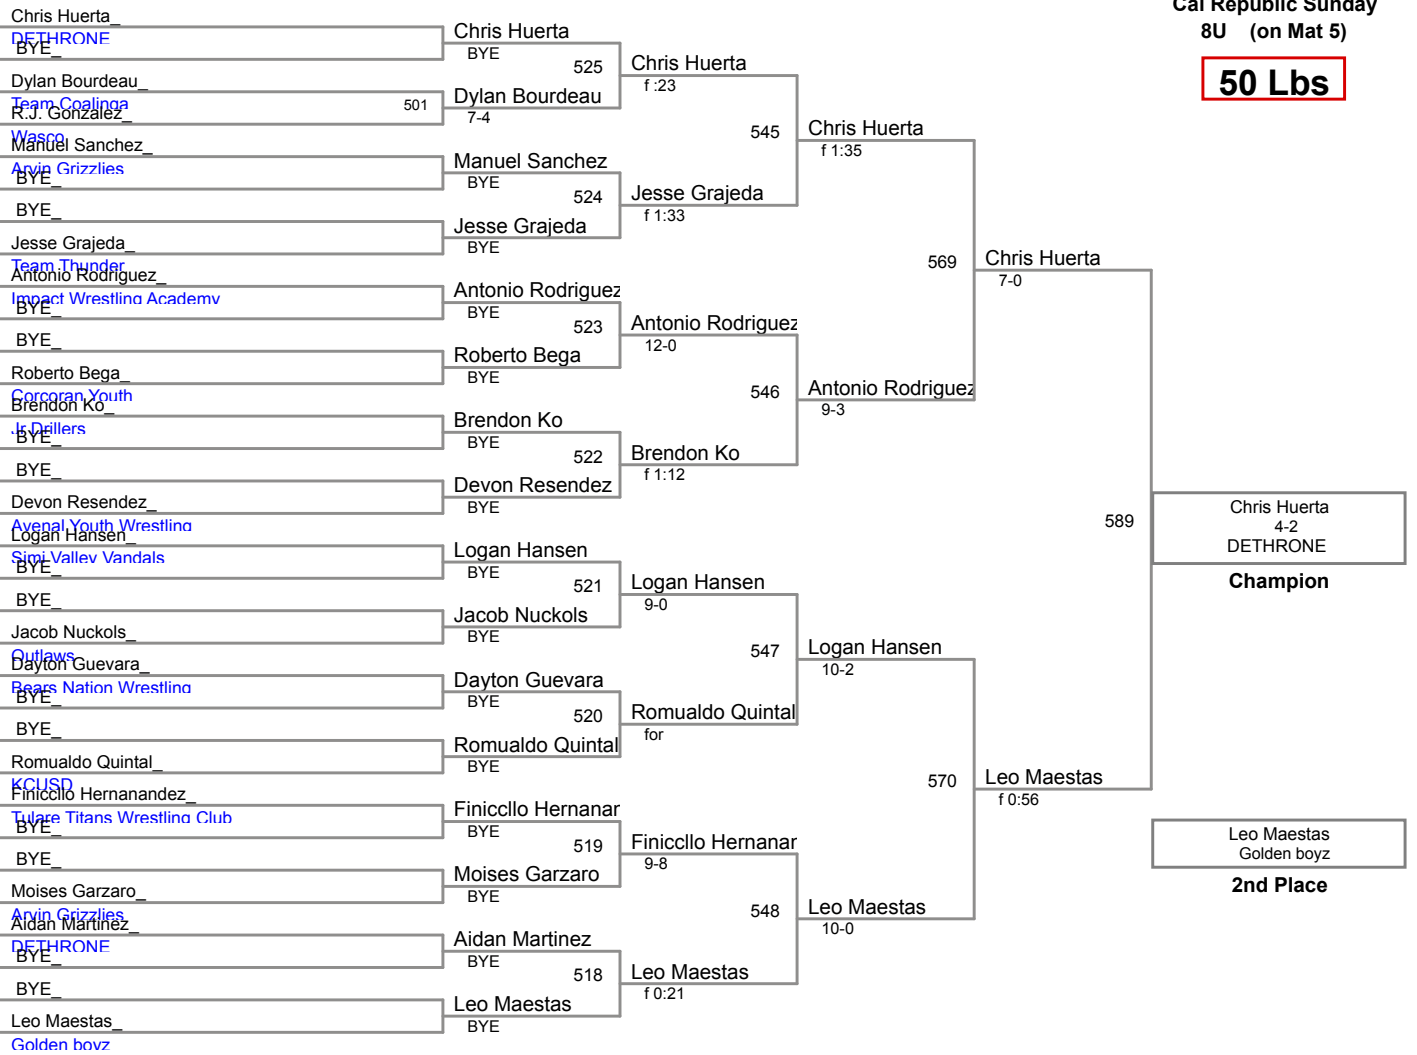 Cal Republic Sunday
8U (on Mat 5)
50 Lbs
Chris Huerta_
DETHRONE
BYE_
Dylan Bourdeau_
Team Coalinga
R.J. Gonzalez_
Wasco
Manuel Sanchez_
Arvin Grizzlies
BYE_
BYE_
Jesse Grajeda_
Team Thunder
Antonio Rodriguez_
Impact Wrestling Academy
BYE_
BYE_
Roberto Bega_
Corcoran Youth
Brendon Ko_
Jr Drillers
BYE_
BYE_
Devon Resendez_
Avenal Youth Wrestling
Logan Hansen_
Simi Valley Vandals
BYE_
BYE_
Jacob Nuckols_
Outlaws
Dayton Guevara_
Bears Nation Wrestling
BYE_
BYE_
Romualdo Quintal_
KCUSD
Finiccllo Hernanandez_
Tulare Titans Wrestling Club
BYE_
BYE_
Moises Garzaro_
Arvin Grizzlies
Aidan Martinez_
DETHRONE
BYE_
BYE_
Leo Maestas_
Golden boyz
501
Chris Huerta
BYE
525
Dylan Bourdeau
7-4
Manuel Sanchez
BYE
524
Jesse Grajeda
BYE
Antonio Rodriguez
BYE
523
Roberto Bega
BYE
Brendon Ko
BYE
522
Devon Resendez
BYE
Logan Hansen
BYE
521
Jacob Nuckols
BYE
Dayton Guevara
BYE
520
Romualdo Quintal
BYE
Finiccllo Hernanar
BYE
519
Moises Garzaro
BYE
Aidan Martinez
BYE
518
Leo Maestas
BYE
Chris Huerta
f :23
545
Jesse Grajeda
f 1:33
Antonio Rodriguez
12-0
546
Brendon Ko
f 1:12
Logan Hansen
9-0
547
Romualdo Quintal
for
Finiccllo Hernanar
9-8
548
Leo Maestas
f 0:21
Chris Huerta
f 1:35
569
Antonio Rodriguez
9-3
Logan Hansen
10-2
570
Leo Maestas
10-0
Chris Huerta
7-0
589
Leo Maestas
f 0:56
Chris Huerta
4-2
DETHRONE
Champion
Leo Maestas
Golden boyz
2nd Place